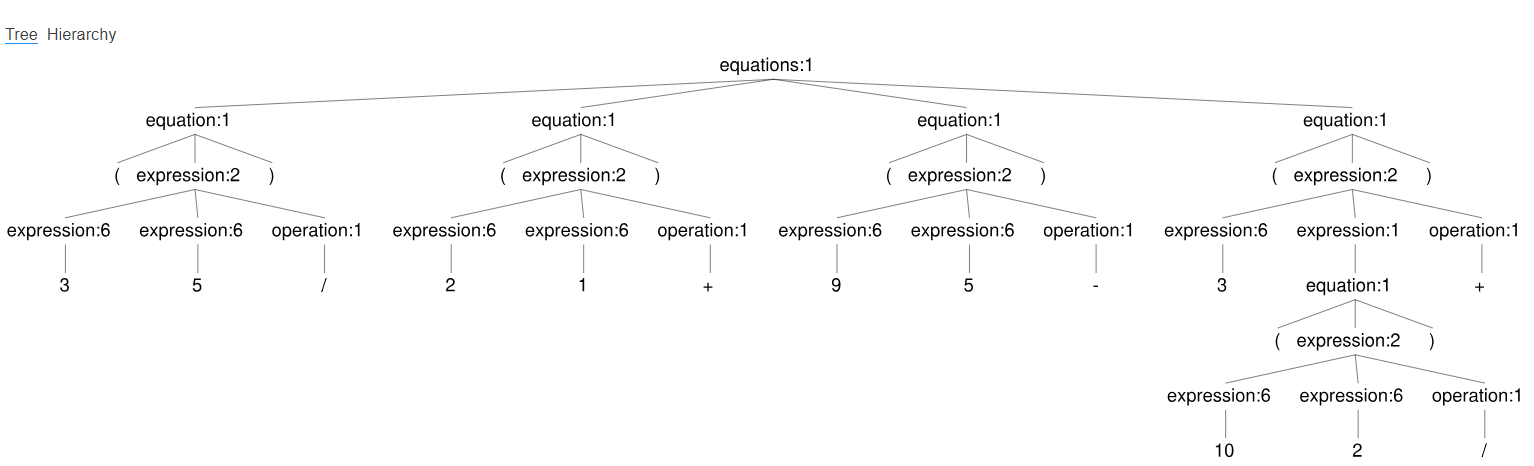 Tree Hierarchy
equations:1
equation:1 equation:1 equation:1 equation:1
( expression:2 ) ( expression:2 ) ( expression:2 ) ( expression:2 )
expression:6 expression:6 operation:1 expression:6 expression:6 operation:1 expression:6 expression:6 operation:1 expression:6 expression:1 operation:1
3 5 / 2 1 + 9 5 - 3 equation:1 +
( expression:2 )
expression:6 expression:6 operation:1
10 2 /